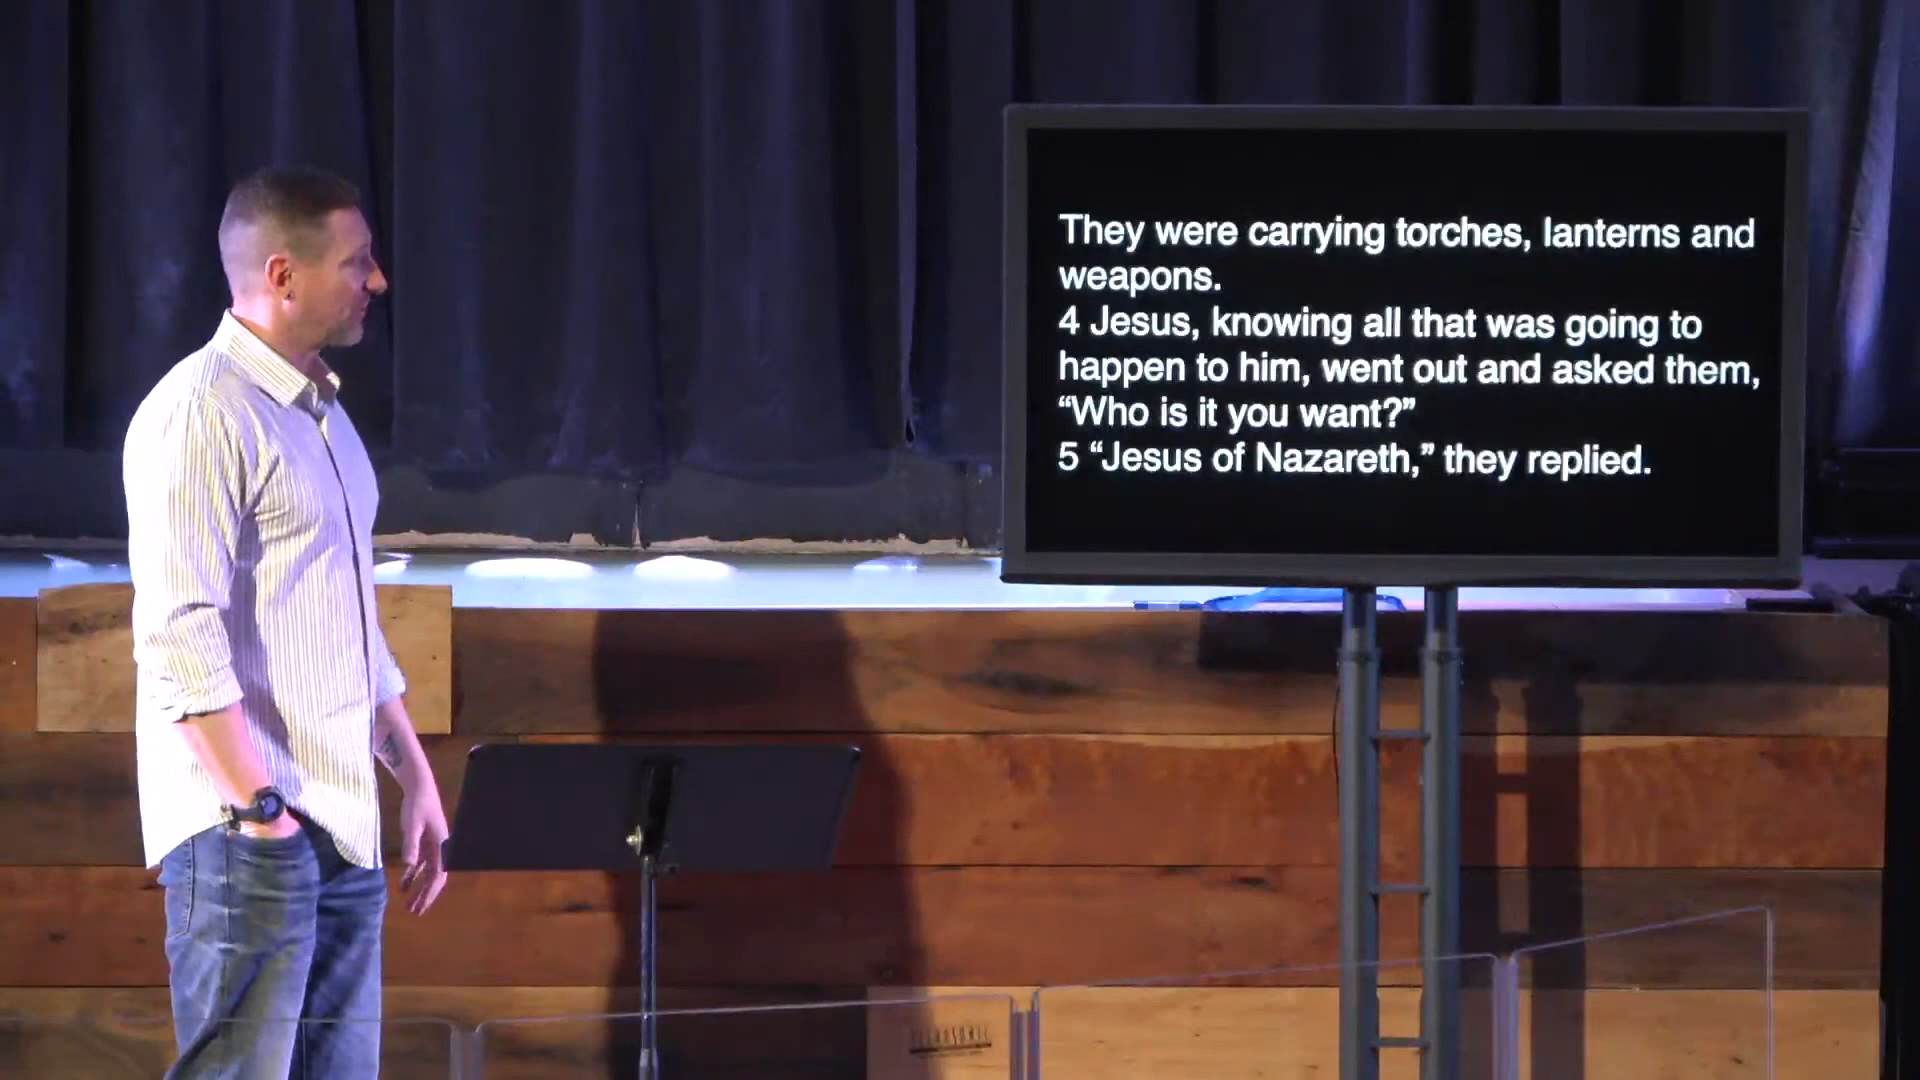 They were carrying torches, lanterns and
weapons.
4 Jesus, knowing all that was going to
happen to him, went out and asked them,
“Who is it you want?”
5 “Jesus of Nazareth,” they replied.